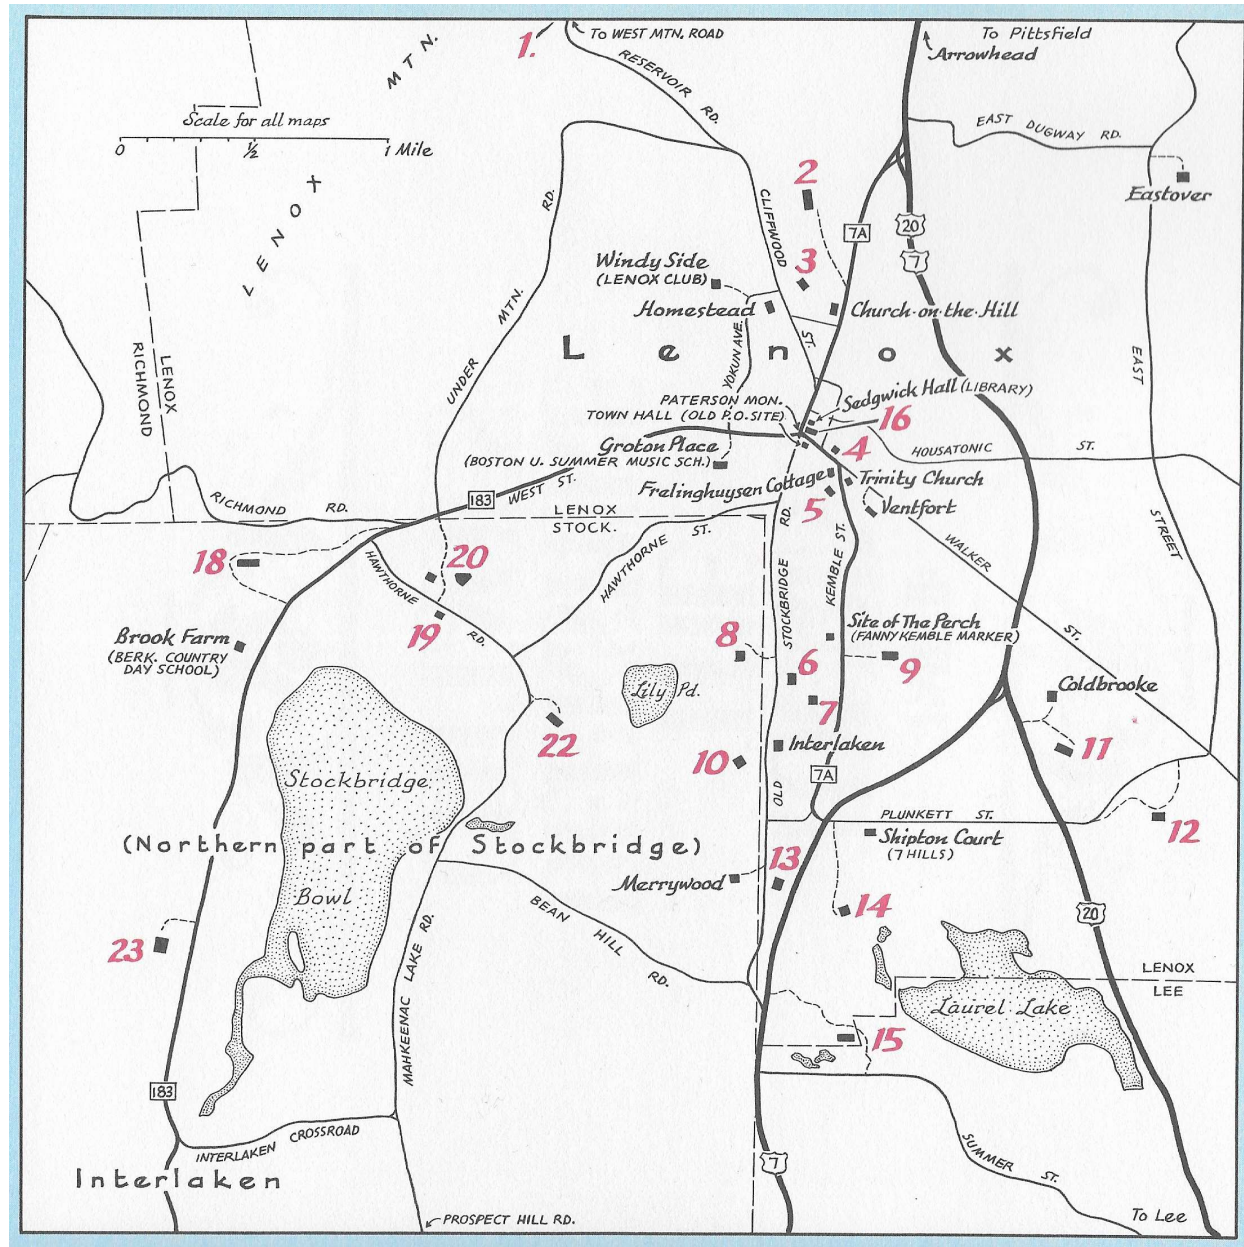 1.
To WEST MTN. ROAD
To Pittsfield
Arrowhead
MTN.
RESERVOIR RD.
Scale for all maps
0 ½ 1 Mile
EAST DUGWAY RD.
Eastover
2
LENOX
RD.
CLIFFWOOD
7A
20
7
Windy Side
(LENOX CLUB)
3
Homestead
Church-on-the-Hill
MTN.
ST.
YOKUN AVE.
Lenox
LENOX
RICHMOND
UNDER
EAST
PATERSON MON.
TOWN HALL (OLD P.O. SITE)
Sedgwick Hall (LIBRARY)
16
Groton Place
(BOSTON U. SUMMER MUSIC SCH.)
4
HOUSATONIC ST.
Frelinghuysen Cottage
Trinity Church
5
Ventfort
RICHMOND RD.
183
WEST ST.
LENOX
STOCK.
RD.
KEMBLE ST.
STREET
18
HAWTHORNE
20
HAWTHORNE ST.
STOCKBRIDGE
WALKER
ST.
19
RD.
Brook Farm
(BERK. COUNTRY
DAY SCHOOL)
8
Site of The Perch
(FANNY KEMBLE MARKER)
6
9
Lily Pd.
7
Coldbrooke
22
10
Interlaken
11
Stockbridge
7A
OLD
PLUNKETT ST.
12
(Northern part of Stockbridge)
Shipton Court
(7 HILLS)
13
Bowl
Merrywood
14
BEAN HILL RD.
20
23
MAHKEENAC LAKE RD.
LENOX
LEE
Laurel Lake
15
183
INTERLAKEN CROSSROAD
Interlaken
7
SUMMER ST.
PROSPECT HILL RD.
To Lee